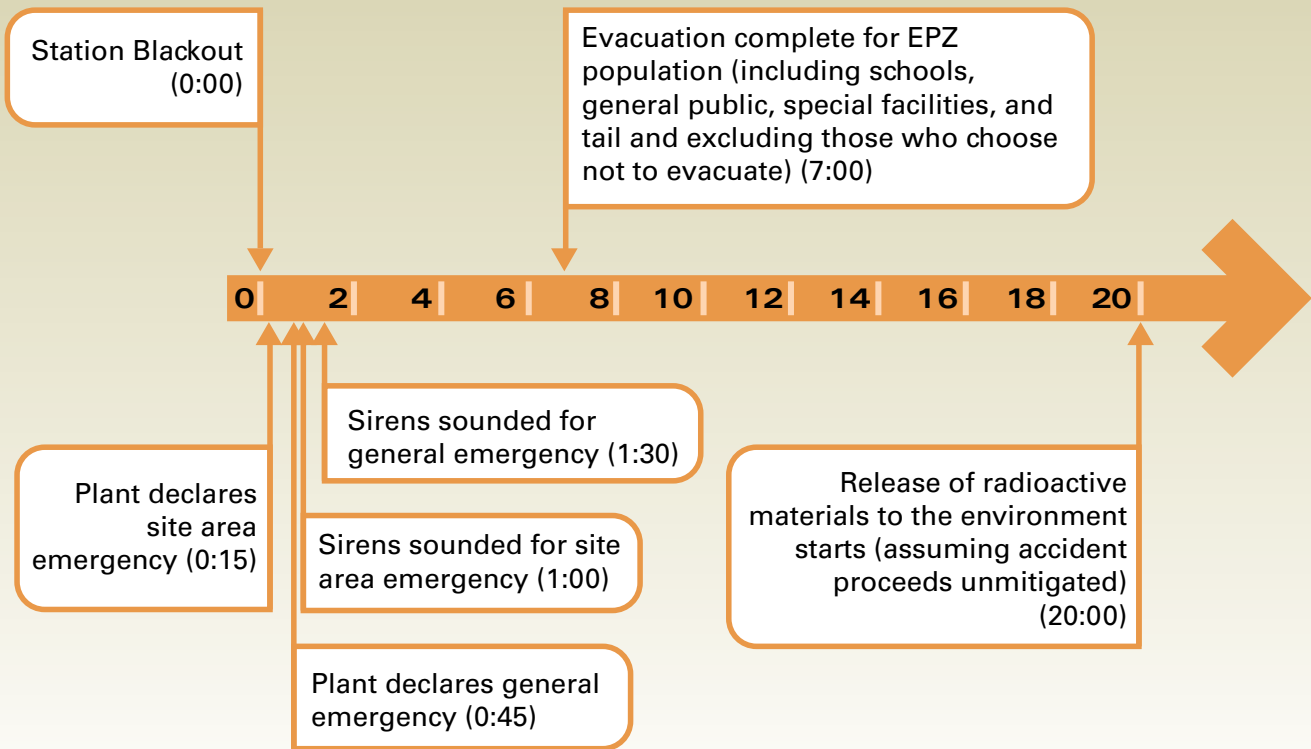 Station Blackout
(0:00)
Evacuation complete for EPZ
population (including schools,
general public, special facilities, and
tail and excluding those who choose
not to evacuate) (7:00)
0 2 4 6 8 10 12 14 16 18 20
Plant declares
site area
emergency (0:15)
Sirens sounded for
general emergency (1:30)
Sirens sounded for site
area emergency (1:00)
Plant declares general
emergency (0:45)
Release of radioactive
materials to the environment
starts (assuming accident
proceeds unmitigated)
(20:00)